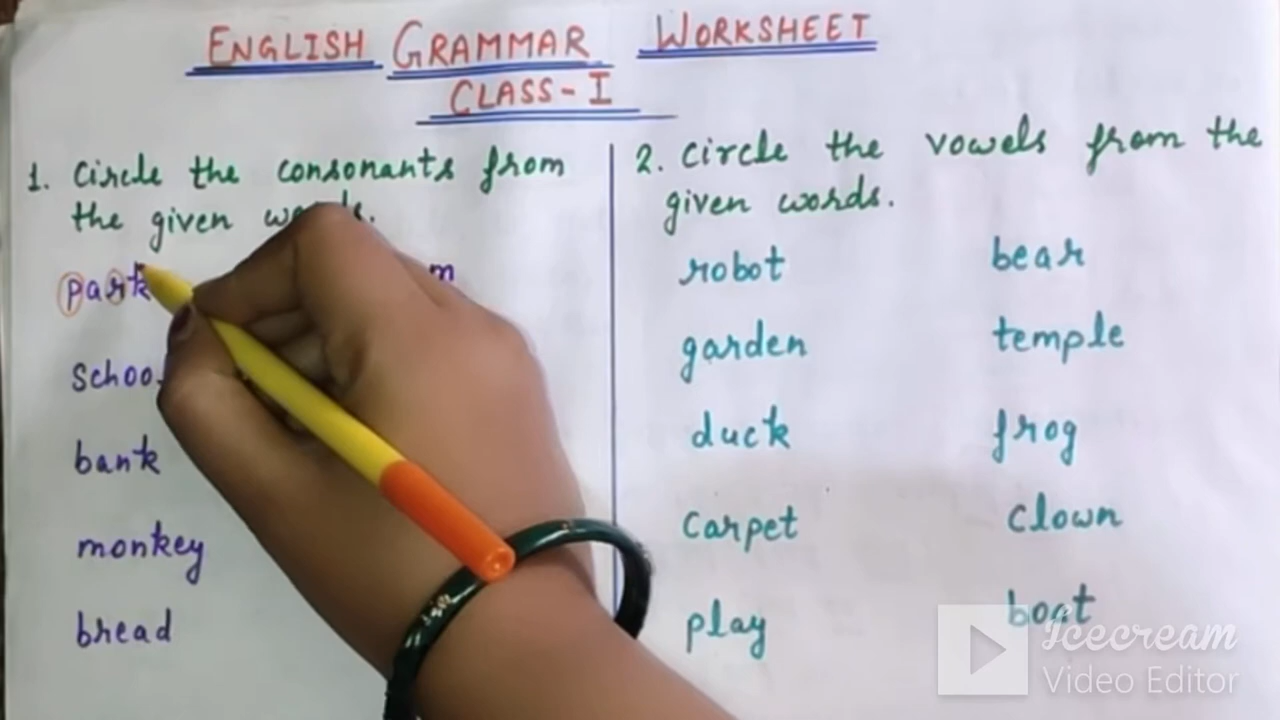 ENGLISH GRAMMAR WORKSHEET
CLASS-I
1. Circle the consonants from
the given words.
park
bank
monkey
bread
2. Circle the vowels from the
given words.
robot bear
garden temple
duck frog
carpet clown
play boat
Icecream
Video Editor